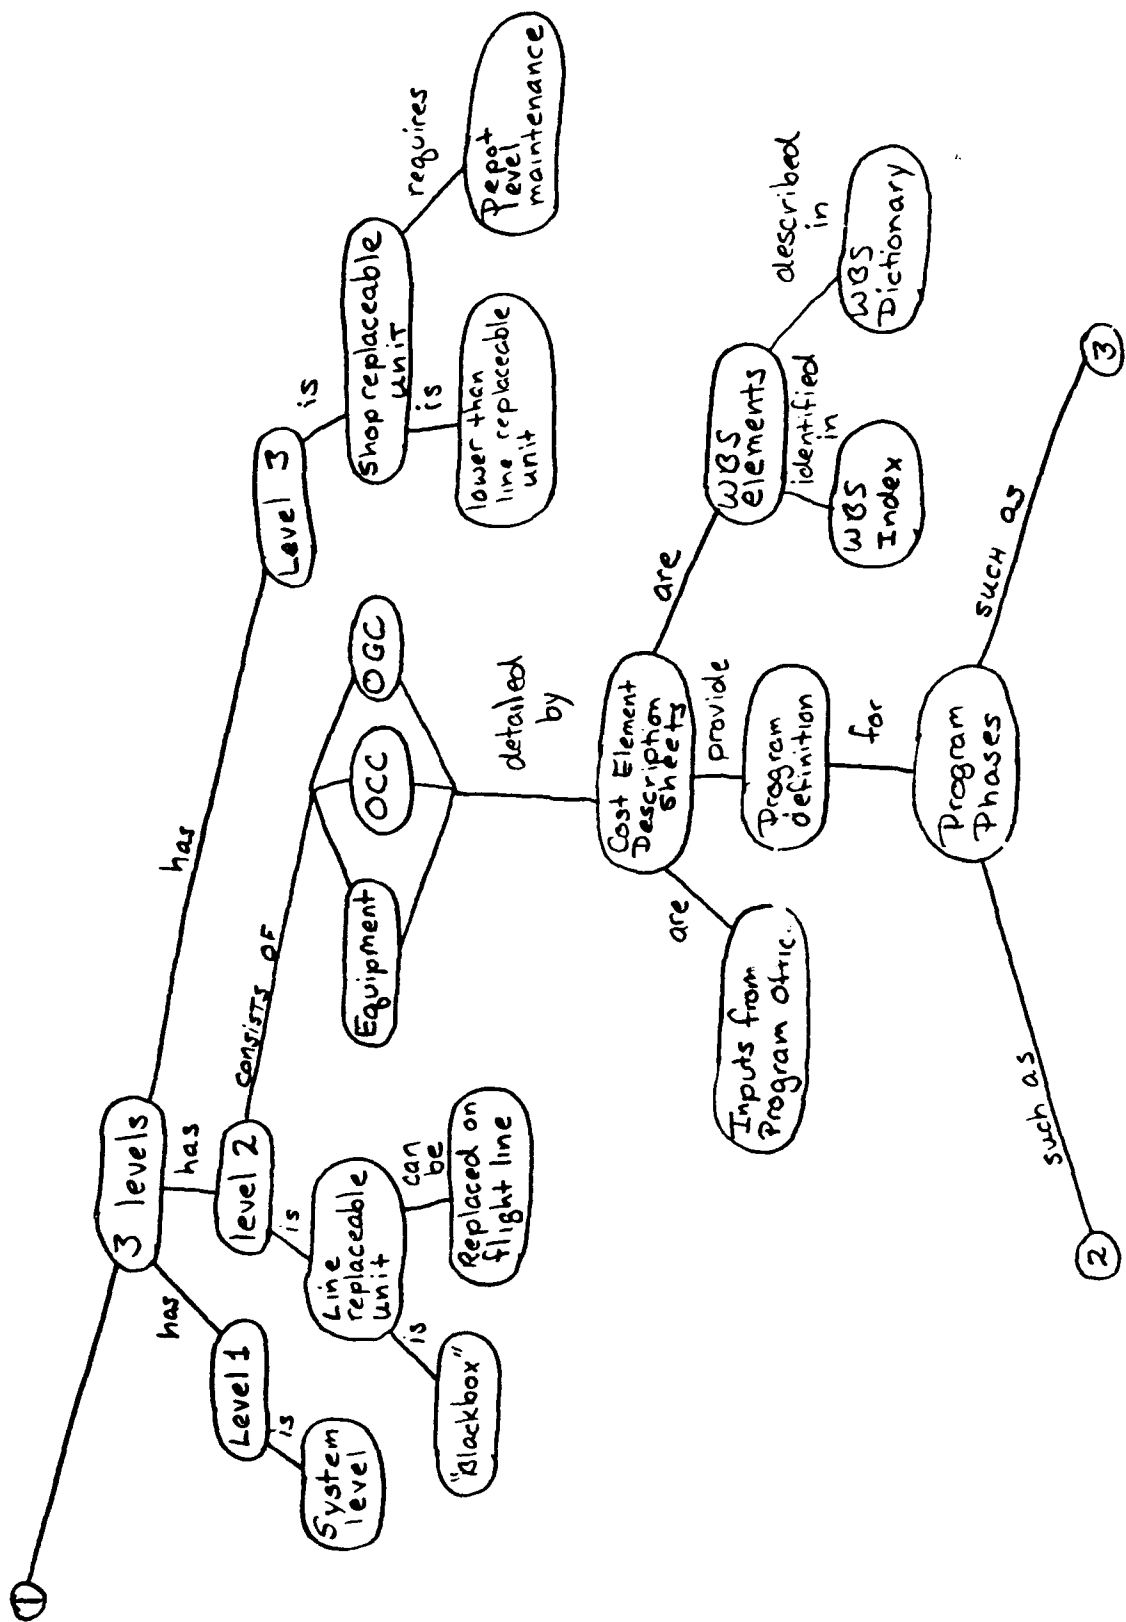 1
3 levels
has
has
has
Level 1
is
System
level
level 2
is
consists of
Line
replaceable
unit
is
"Blackbox"
can
be
Replaced on
flight line
Equipment
OCC
OGC
Level 3
is
Shop replaceable
unit
is
lower than
line replaceable
unit
requires
Depot
level
maintenance
detailed
by
Cost Element
Description
Sheets
are
Inputs from
Program
provide
Program
definition
for
Program
Phases
are
WBS
elements
identified
in
WBS
Index
described
in
WBS
Dictionary
such as
2
such as
3